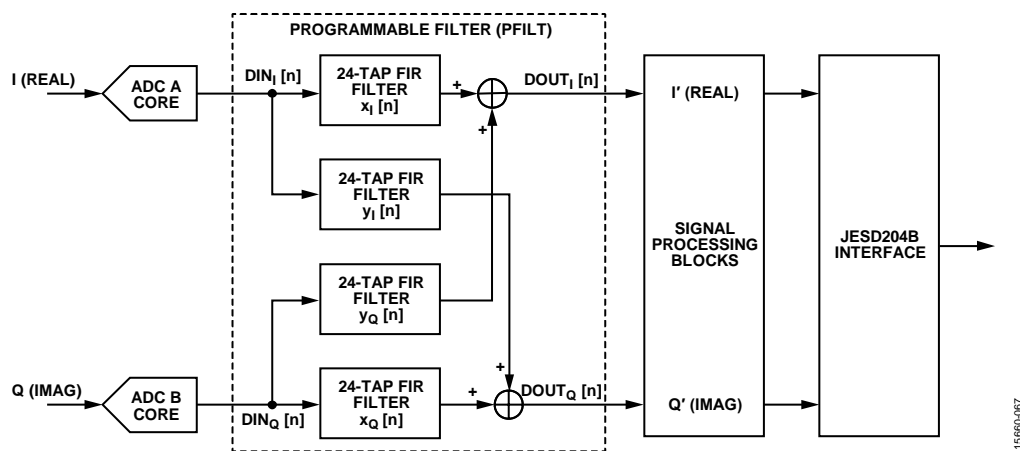 PROGRAMMABLE FILTER (PFILT)
I (REAL)
ADC A
CORE
DINI [n]
24-TAP FIR
FILTER
xI [n]
+
+
DOUTI [n]
I′ (REAL)
24-TAP FIR
FILTER
yI [n]
SIGNAL
PROCESSING
BLOCKS
JESD204B
INTERFACE
24-TAP FIR
FILTER
yQ [n]
Q (IMAG)
ADC B
CORE
DINQ [n]
24-TAP FIR
FILTER
xQ [n]
+
+
DOUTQ [n]
Q′ (IMAG)
15660-067